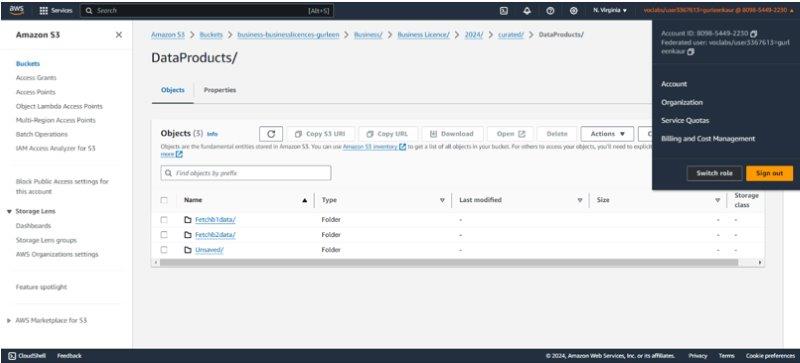 aws
Services
Search
[Alt+S]
N. Virginia
voclabs/user3367613=gurleenkaur @ 8098-5449-2230
Amazon S3
Buckets
Access Grants
Access Points
Object Lambda Access Points
Multi-Region Access Points
Batch Operations
IAM Access Analyzer for S3
Block Public Access settings for
this account
Storage Lens
Dashboards
Storage Lens groups
AWS Organizations settings
Feature spotlight
AWS Marketplace for S3
Amazon S3 > Buckets > business-businesslicences-gurleen > Business/ > Business Licence/ > 2024/ > curated/ > DataProducts/
DataProducts/
Objects
Properties
Objects (3) Info
Copy S3 URI
Copy URL
Download
Open
Delete
Actions
C
Objects are the fundamental entities stored in Amazon S3. You can use Amazon S3 inventory to get a list of all objects in your bucket. For others to access your objects, you'll need to explicit
more
Find objects by prefix
Name Type Last modified Size Storage
class
Fetchb1data/ Folder - - -
Fetchb2data/ Folder - - -
Unsaved/ Folder - - -
Account ID: 8098-5449-2230
Federated user: voclabs/user3367613=gurl
eenkaur
Account
Organization
Service Quotas
Billing and Cost Management
Switch role
Sign out
CloudShell
Feedback
© 2024, Amazon Web Services, Inc. or its affiliates.
Privacy
Terms
Cookie preferences